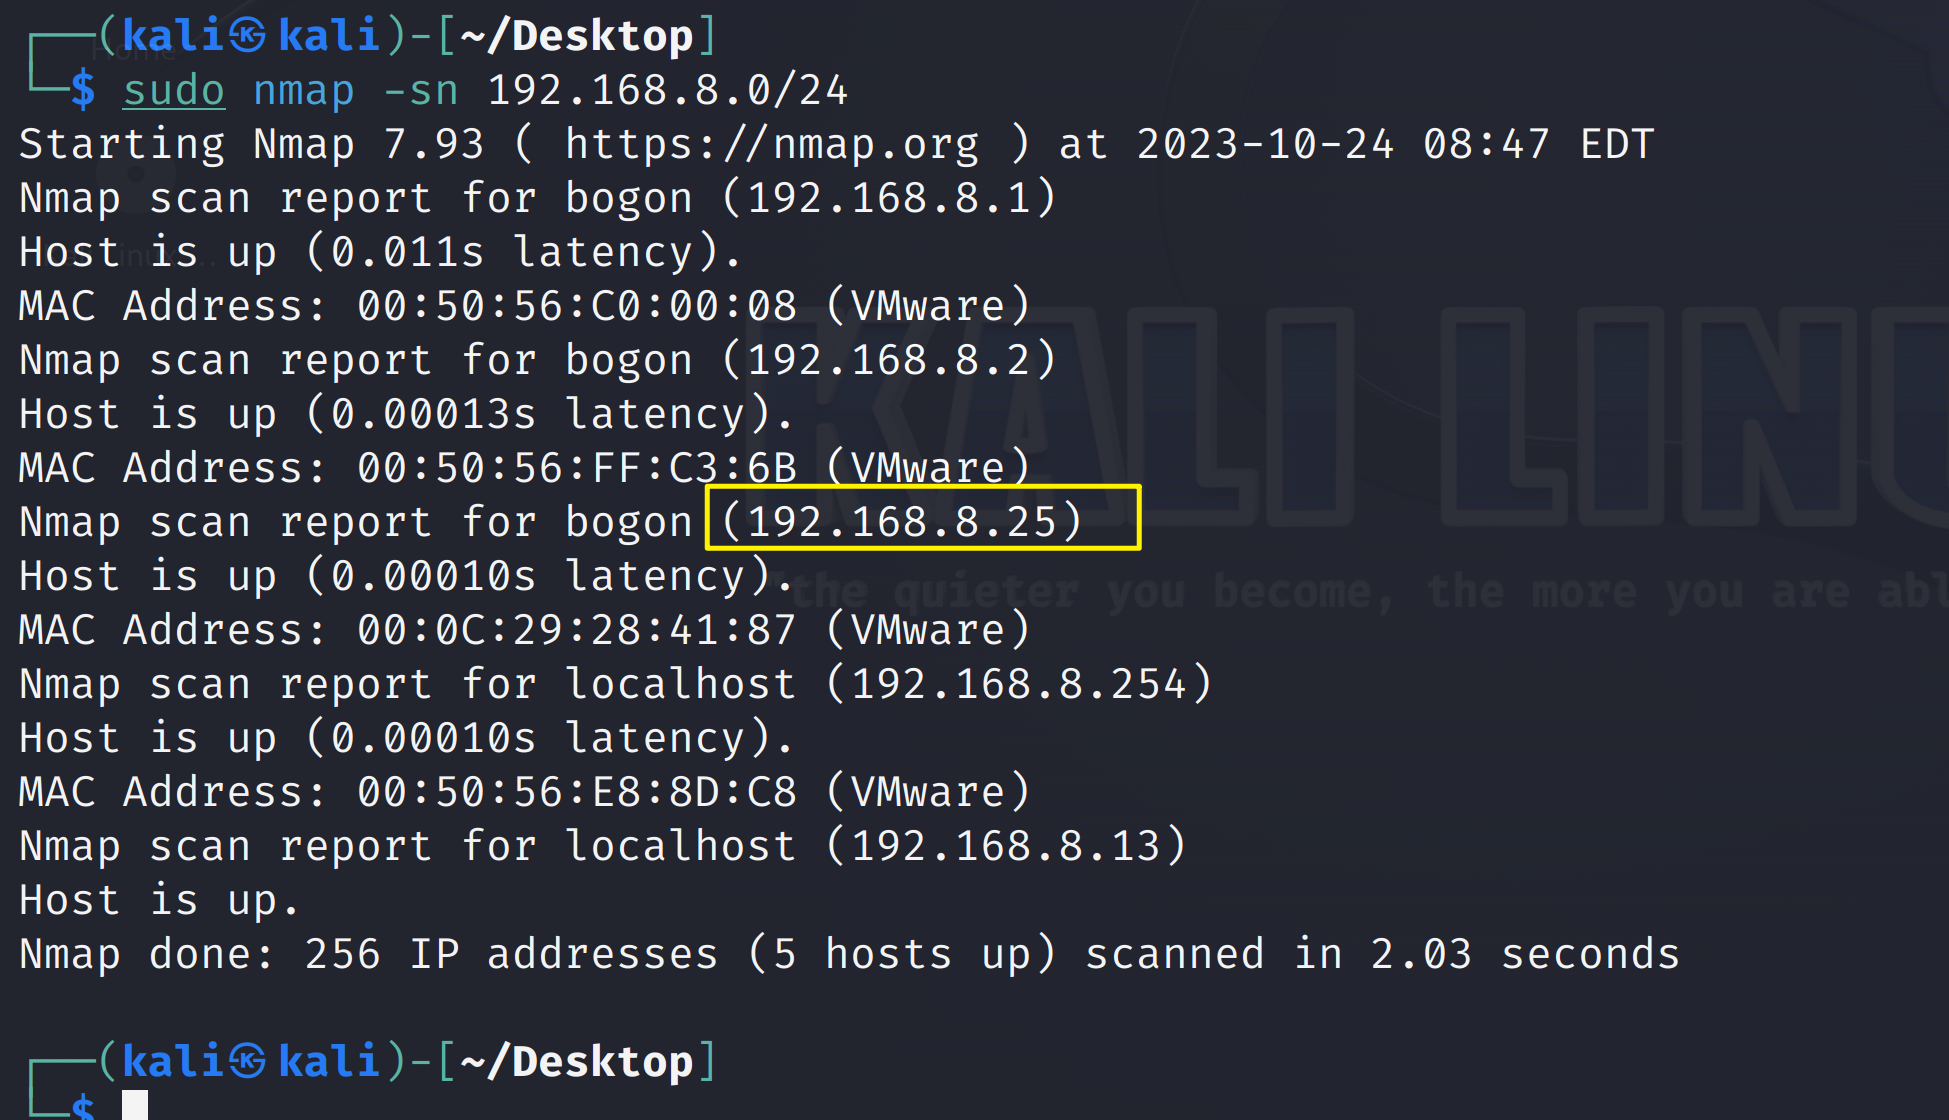 ┌──(kali㉿kali)-[~/Desktop]
└─$ sudo nmap -sn 192.168.8.0/24
Starting Nmap 7.93 ( https://nmap.org ) at 2023-10-24 08:47 EDT
Nmap scan report for bogon (192.168.8.1)
Host is up (0.011s latency).
MAC Address: 00:50:56:C0:00:08 (VMware)
Nmap scan report for bogon (192.168.8.2)
Host is up (0.00013s latency).
MAC Address: 00:50:56:FF:C3:6B (VMware)
Nmap scan report for bogon (192.168.8.25)
Host is up (0.00010s latency).
MAC Address: 00:0C:29:28:41:87 (VMware)
Nmap scan report for localhost (192.168.8.254)
Host is up (0.00010s latency).
MAC Address: 00:50:56:E8:8D:C8 (VMware)
Nmap scan report for localhost (192.168.8.13)
Host is up.
Nmap done: 256 IP addresses (5 hosts up) scanned in 2.03 seconds
┌──(kali㉿kali)-[~/Desktop]
└─$
Home
KALI LINU
"the quieter you become, the more you are abl